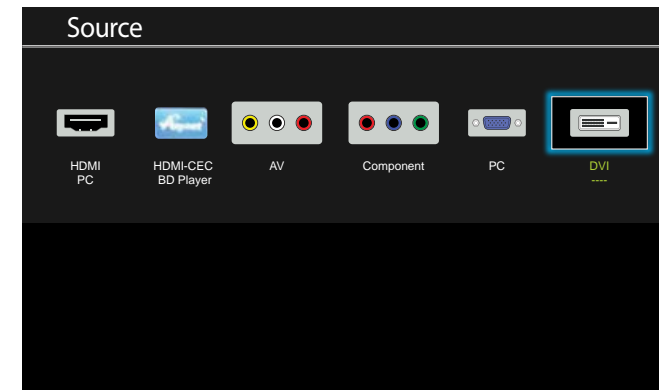 Source
HDMI
PC
HDMI-CEC
BD Player
AV
Component
PC
DVI
----